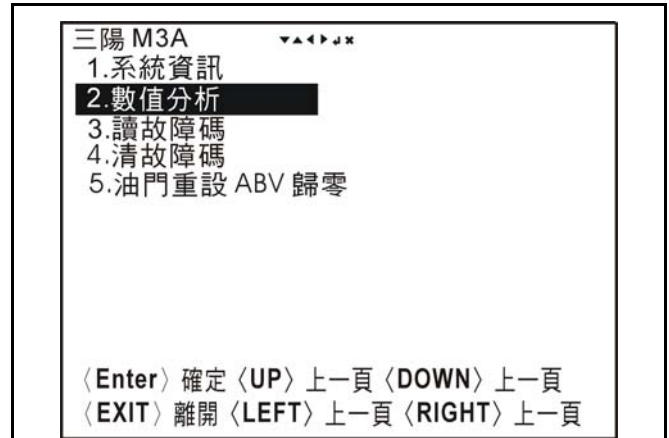 三陽 M3A ▼▲◀▶↲✖
1.系統資訊
2.數值分析
3.讀故障碼
4.清故障碼
5.油門重設 ABV 歸零
〈Enter〉確定〈UP〉上一頁〈DOWN〉上一頁
〈EXIT〉離開〈LEFT〉上一頁〈RIGHT〉上一頁